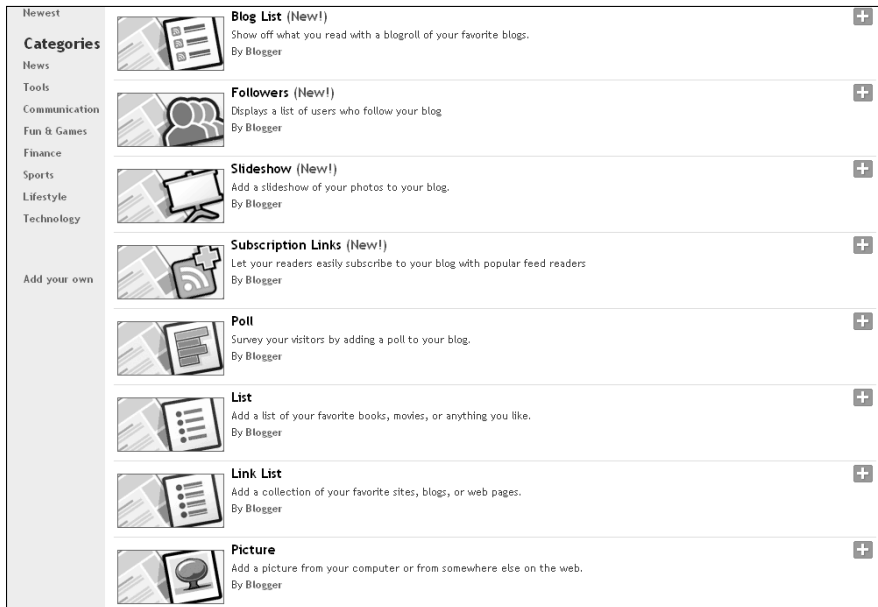 Newest
Categories
News
Tools
Communication
Fun & Games
Finance
Sports
Lifestyle
Technology
Add your own
Blog List (New!)
Show off what you read with a blogroll of your favorite blogs.
By Blogger
Followers (New!)
Displays a list of users who follow your blog
By Blogger
Slideshow (New!)
Add a slideshow of your photos to your blog.
By Blogger
Subscription Links (New!)
Let your readers easily subscribe to your blog with popular feed readers
By Blogger
Poll
Survey your visitors by adding a poll to your blog.
By Blogger
List
Add a list of your favorite books, movies, or anything you like.
By Blogger
Link List
Add a collection of your favorite sites, blogs, or web pages.
By Blogger
Picture
Add a picture from your computer or from somewhere else on the web.
By Blogger